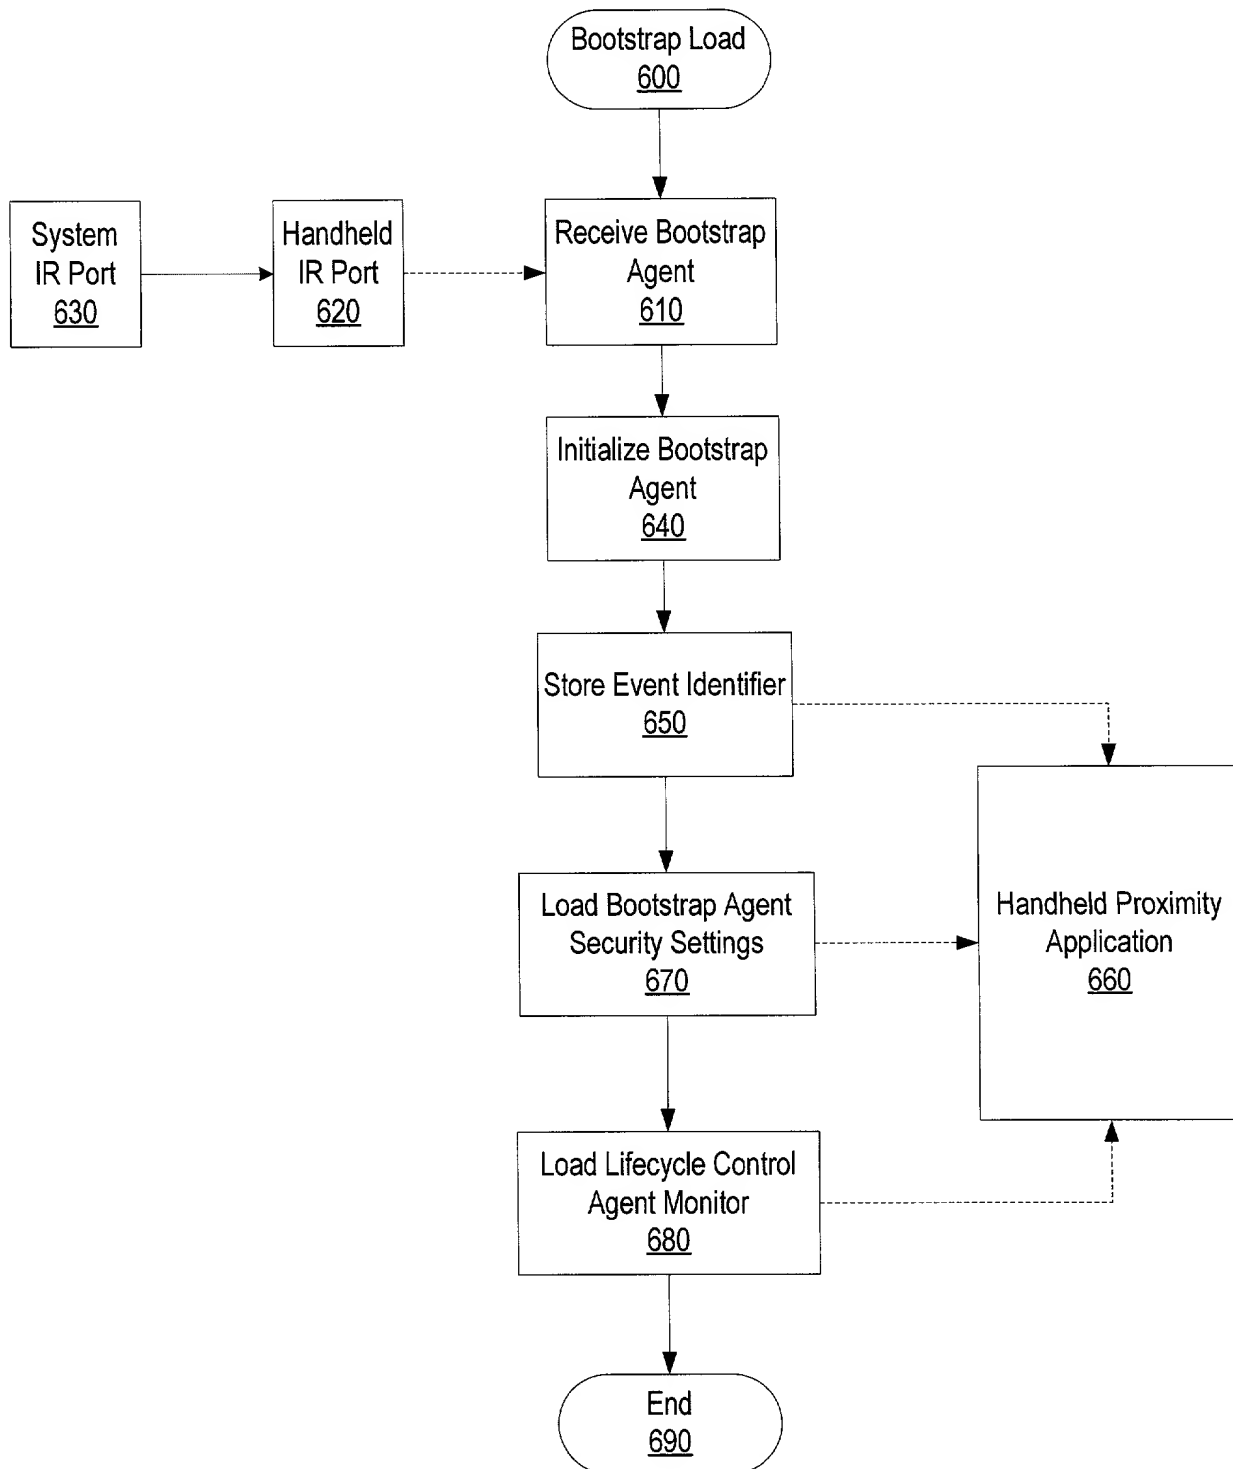 Bootstrap Load
600
System
IR Port
630
Handheld
IR Port
620
Receive Bootstrap
Agent
610
Initialize Bootstrap
Agent
640
Store Event Identifier
650
Load Bootstrap Agent
Security Settings
670
Handheld Proximity
Application
660
Load Lifecycle Control
Agent Monitor
680
End
690